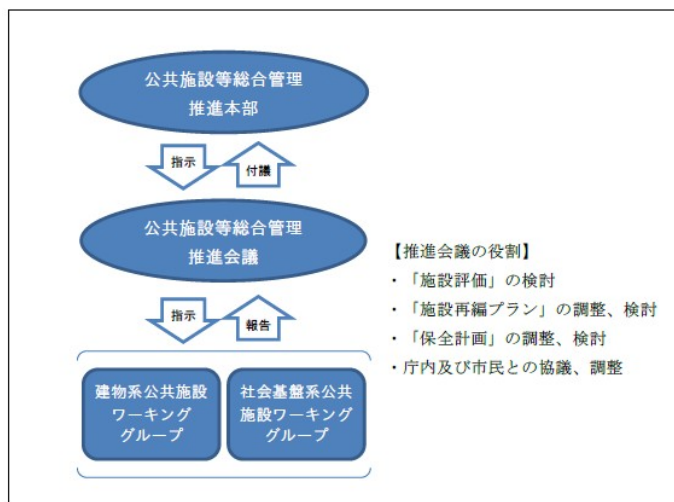 公共施設等総合管理
推進本部
指示
付議
公共施設等総合管理
推進会議
【推進会議の役割】
・「施設評価」の検討
・「施設再編プラン」の調整、検討
・「保全計画」の調整、検討
・庁内及び市民との協議、調整
指示
報告
建物系公共施設
ワーキング
グループ
社会基盤系公共
施設ワーキング
グループ